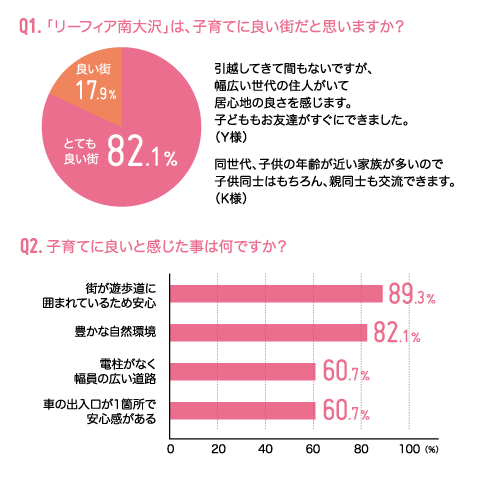 Q1.「リーフィア南大沢」は、子育てに良い街だと思いますか？
良い街
17.9%
とても
良い街
82.1%
引越してきて間もないですが、
幅広い世代の住人がいて
居心地の良さを感じます。
子どももお友達がすぐにできました。
（Y様）
同世代、子供の年齢が近い家族が多いので
子供同士はもちろん、親同士も交流できます。
（K様）
Q2.子育てに良いと感じた事は何ですか？
街が遊歩道に
囲まれているため安心
89.3%
豊かな自然環境
82.1%
電柱がなく
幅員の広い道路
60.7%
車の出入口が1箇所で
安心感がある
60.7%
0 20 40 60 80 100 (%)